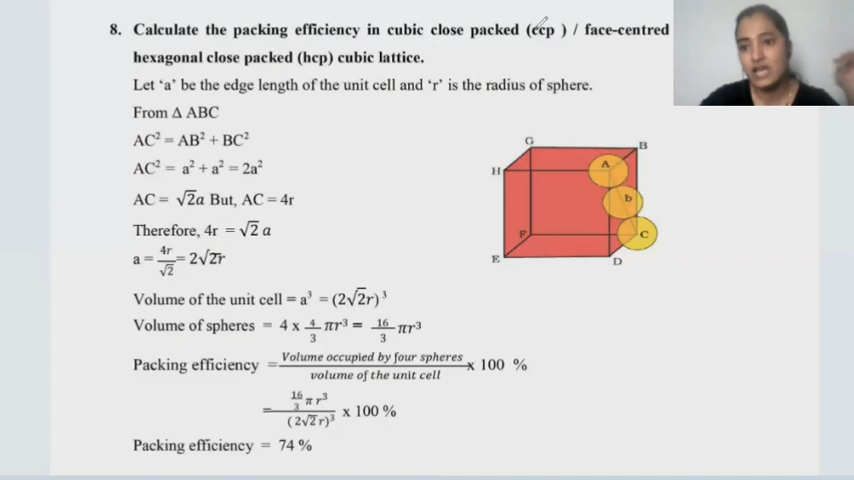 8. Calculate the packing efficiency in cubic close packed (ccp ) / face-centred
hexagonal close packed (hcp) cubic lattice.
Let ‘a’ be the edge length of the unit cell and ‘r’ is the radius of sphere.
From Δ ABC
AC² = AB² + BC²
AC² = a² + a² = 2a²
AC = √2a But, AC = 4r
Therefore, 4r = √2 a
a = 4r/√2 = 2√2r
Volume of the unit cell = a³ = (2√2r)³
Volume of spheres = 4 x 4/3 πr³ = 16/3 πr³
Packing efficiency = Volume occupied by four spheres / volume of the unit cell x 100 %
= 16/3 π r³ / (2√2 r)³ x 100 %
Packing efficiency = 74 %
G
B
A
H
b
F
C
E
D